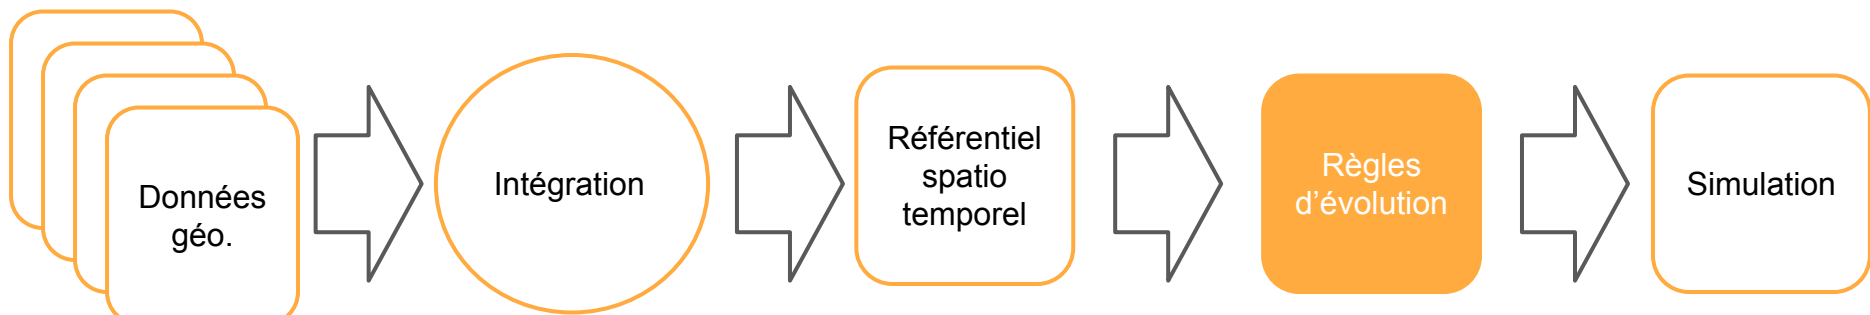 Données
géo.
Intégration
Référentiel
spatio
temporel
Règles
d’évolution
Simulation